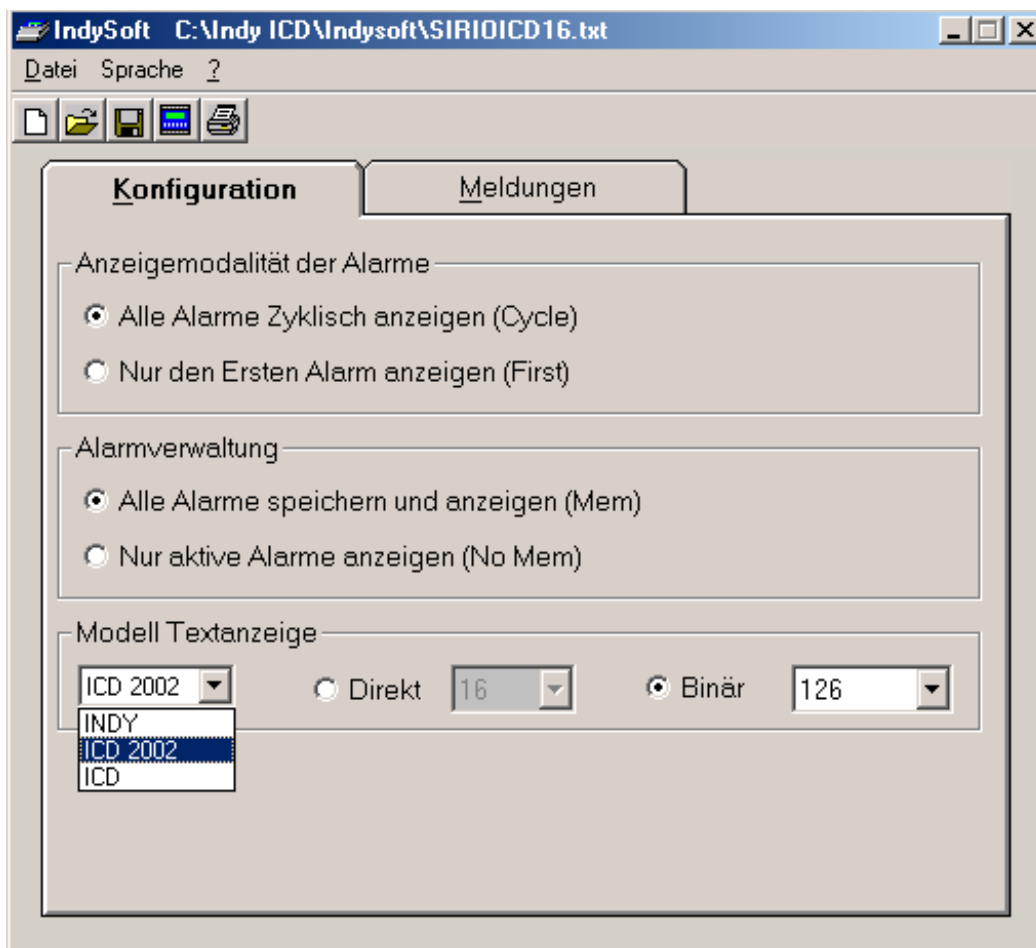 IndySoft C:\Indy ICD\Indysoft\SIRIOICD16.txt
Datei Sprache ?
Konfiguration Meldungen
Anzeigemodalität der Alarme
Alle Alarme Zyklisch anzeigen (Cycle)
Nur den Ersten Alarm anzeigen (First)
Alarmverwaltung
Alle Alarme speichern und anzeigen (Mem)
Nur aktive Alarme anzeigen (No Mem)
Modell Textanzeige
ICD 2002 Direkt 16 Binär 126
INDY
ICD 2002
ICD